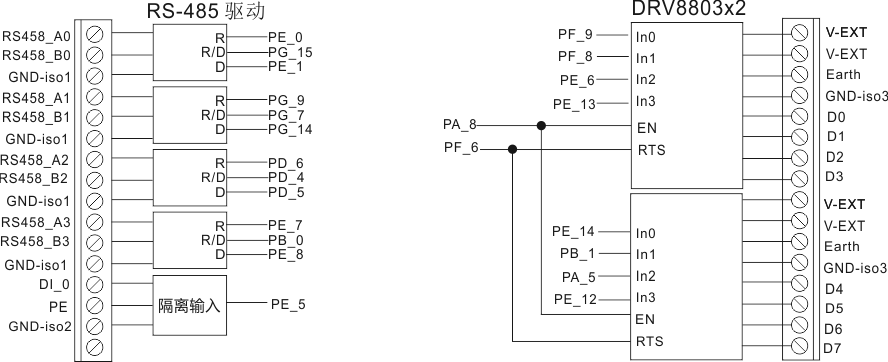 RS-485 驱动
RS458_A0
RS458_B0
GND-iso1
R
R/D
D
PE_0
PG_15
PE_1
RS458_A1
RS458_B1
GND-iso1
R
R/D
D
PG_9
PG_7
PG_14
RS458_A2
RS458_B2
GND-iso1
R
R/D
D
PD_6
PD_4
PD_5
RS458_A3
RS458_B3
GND-iso1
R
R/D
D
PE_7
PB_0
PE_8
DI_0
PE
GND-iso2
隔离输入
PE_5
DRV8803x2
PF_9
PF_8
PE_6
PE_13
PA_8
PF_6
In0
In1
In2
In3
EN
RTS
V-EXT
V-EXT
Earth
GND-iso3
D0
D1
D2
D3
PE_14
PB_1
PA_5
PE_12
In0
In1
In2
In3
EN
RTS
V-EXT
V-EXT
Earth
GND-iso3
D4
D5
D6
D7